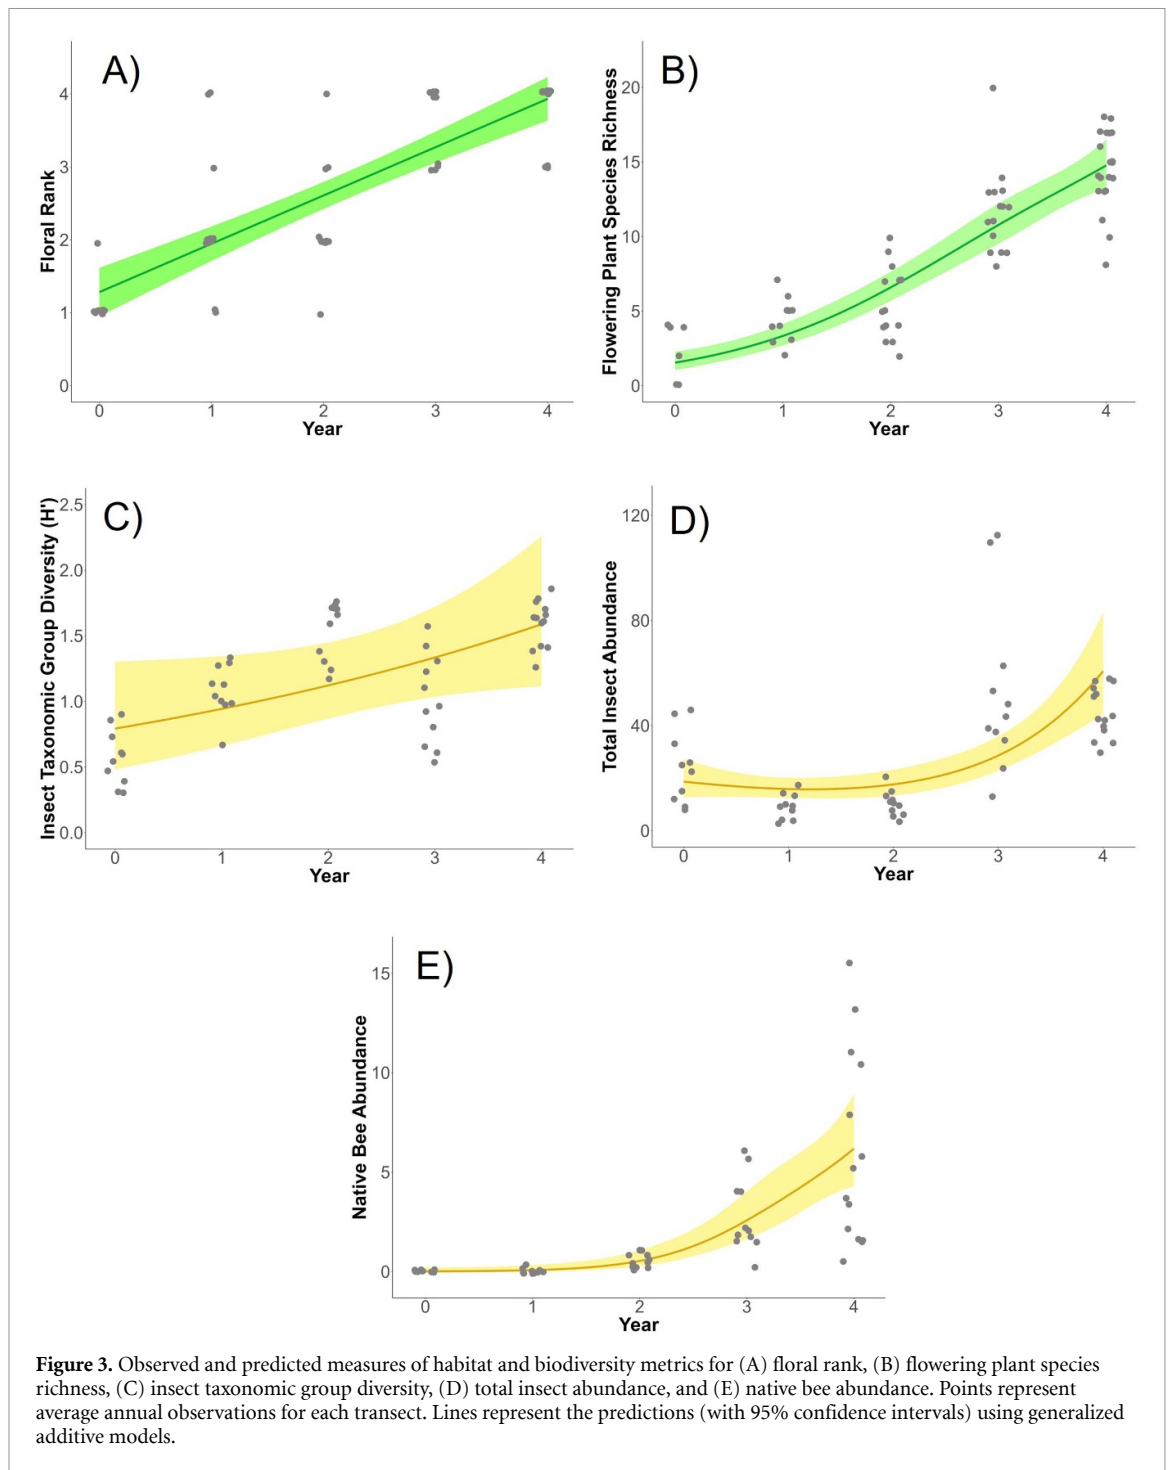 A)
Floral Rank
4
3
2
1
0
0 1 2 3 4
Year
B)
Flowering Plant Species Richness
20
15
10
5
0
0 1 2 3 4
Year
C)
Insect Taxonomic Group Diversity (H')
2.5
2.0
1.5
1.0
0.5
0.0
0 1 2 3 4
Year
D)
Total Insect Abundance
120
80
40
0
0 1 2 3 4
Year
E)
Native Bee Abundance
15
10
5
0
0 1 2 3 4
Year
Figure 3. Observed and predicted measures of habitat and biodiversity metrics for (A) floral rank, (B) flowering plant species
richness, (C) insect taxonomic group diversity, (D) total insect abundance, and (E) native bee abundance. Points represent
average annual observations for each transect. Lines represent the predictions (with 95% confidence intervals) using generalized
additive models.